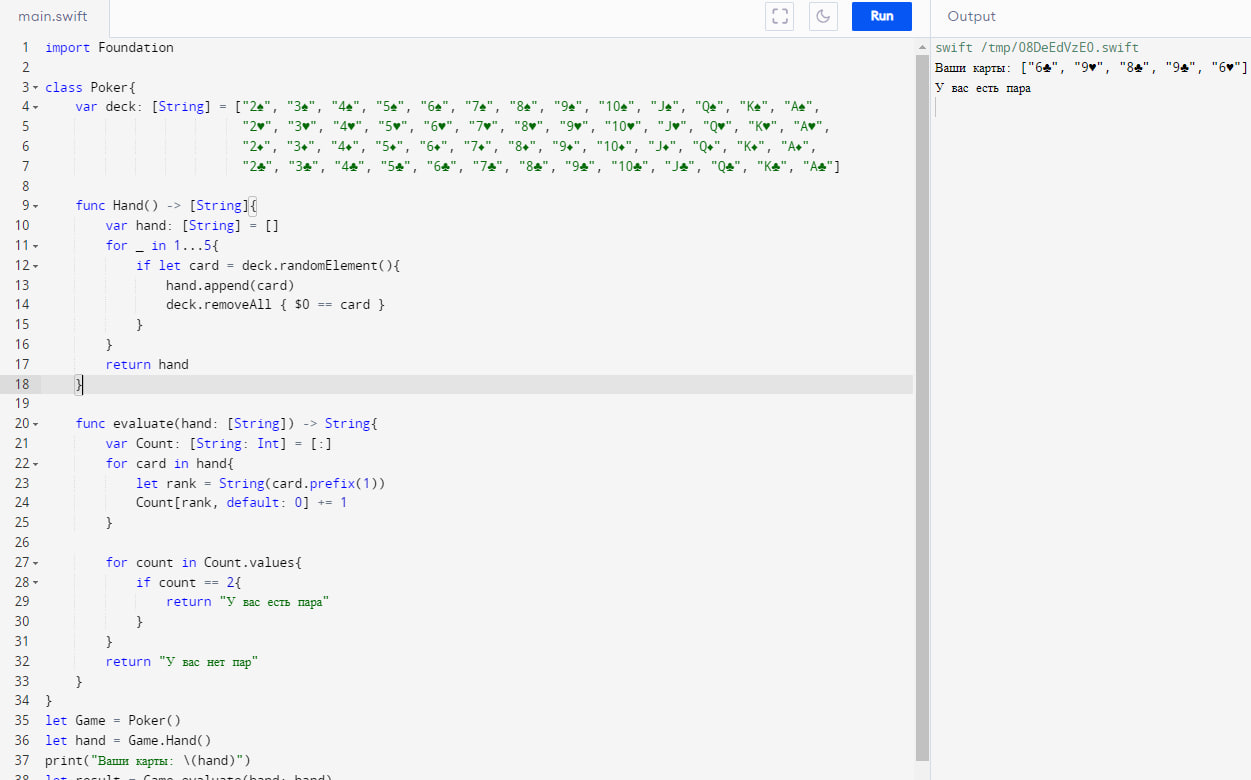 main.swift
Run
Output
1 import Foundation
2
3 class Poker{
4 var deck: [String] = ["2♠", "3♠", "4♠", "5♠", "6♠", "7♠", "8♠", "9♠", "10♠", "J♠", "Q♠", "K♠", "A♠",
5 "2♥", "3♥", "4♥", "5♥", "6♥", "7♥", "8♥", "9♥", "10♥", "J♥", "Q♥", "K♥", "A♥",
6 "2♦", "3♦", "4♦", "5♦", "6♦", "7♦", "8♦", "9♦", "10♦", "J♦", "Q♦", "K♦", "A♦",
7 "2♣", "3♣", "4♣", "5♣", "6♣", "7♣", "8♣", "9♣", "10♣", "J♣", "Q♣", "K♣", "A♣"]
8
9 func Hand() -> [String]{
10 var hand: [String] = []
11 for _ in 1...5{
12 if let card = deck.randomElement(){
13 hand.append(card)
14 deck.removeAll { $0 == card }
15 }
16 }
17 return hand
18 }
19
20 func evaluate(hand: [String]) -> String{
21 var Count: [String: Int] = [:]
22 for card in hand{
23 let rank = String(card.prefix(1))
24 Count[rank, default: 0] += 1
25 }
26
27 for count in Count.values{
28 if count == 2{
29 return "У вас есть пара"
30 }
31 }
32 return "У вас нет пар"
33 }
34 }
35 let Game = Poker()
36 let hand = Game.Hand()
37 print("Ваши карты: \(hand)")
38 let result = Game.evaluate(hand: hand)
swift /tmp/08DeEdVzEO.swift
Ваши карты: ["6♣", "9♥", "8♣", "9♣", "6♥"]
У вас есть пара